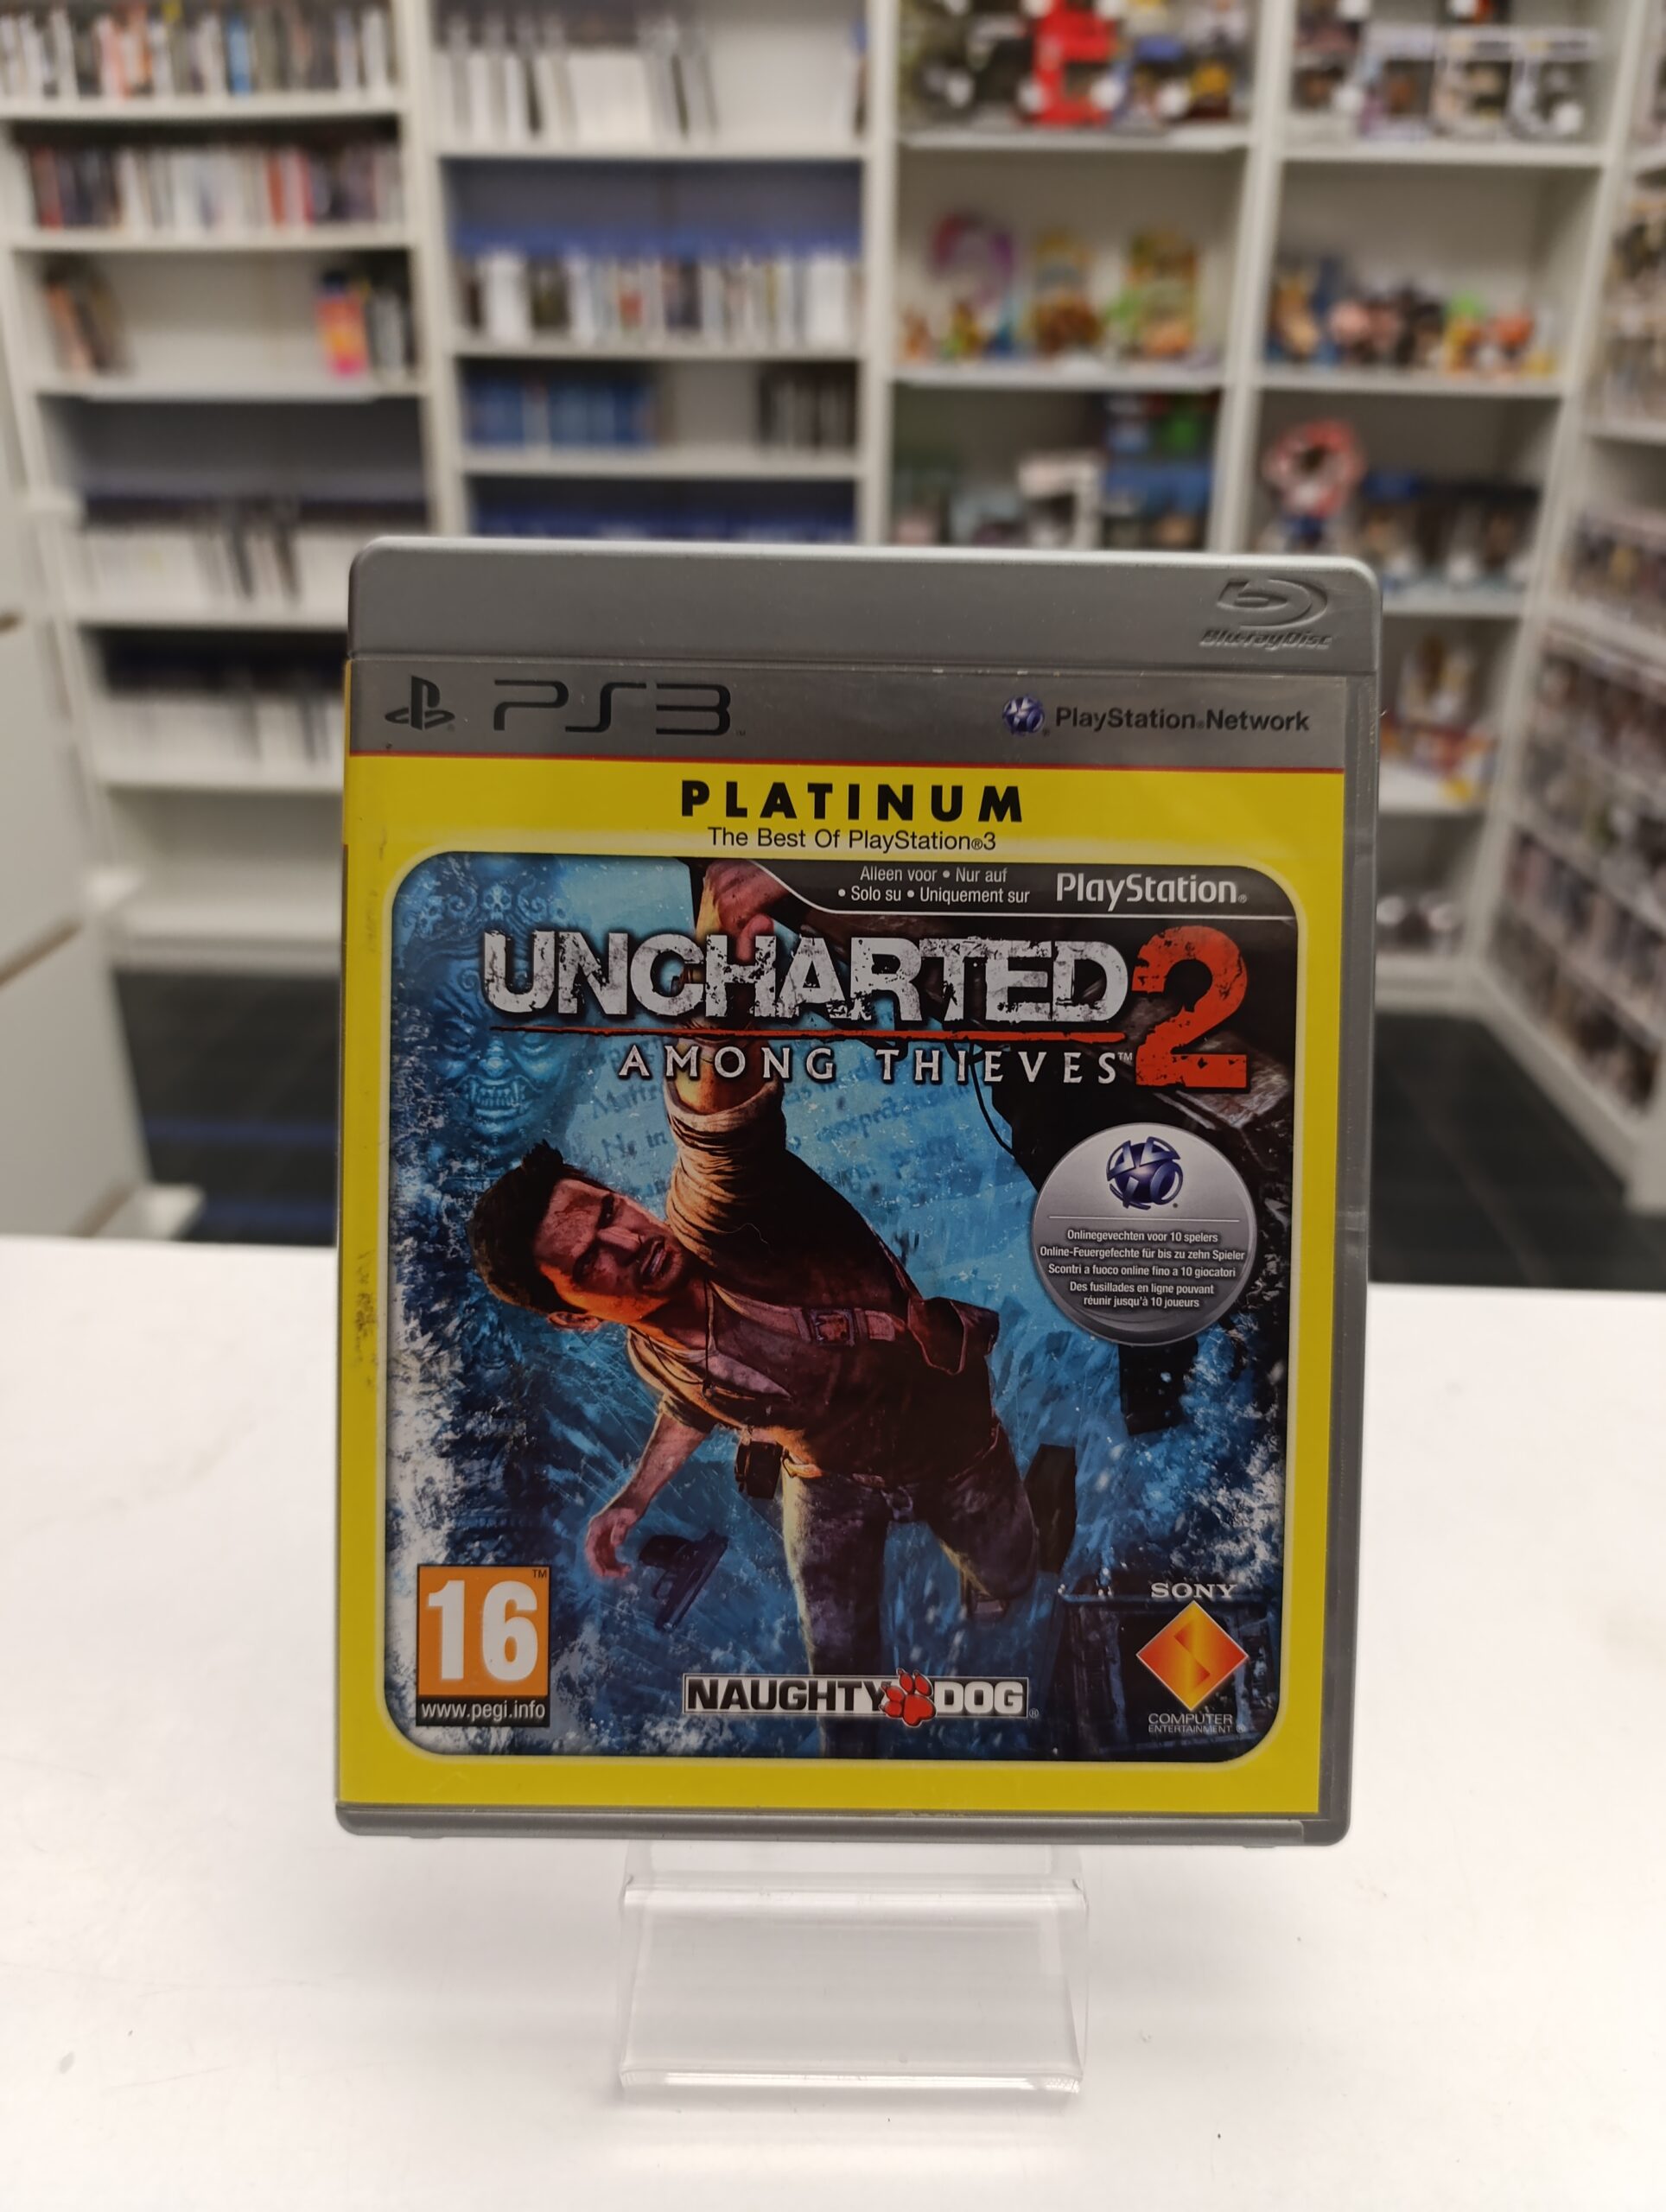 Blu-ray Disc
PS3
PlayStation®Network
PLATINUM
The Best Of PlayStation®3
Alleen voor • Nur auf
• Solo su • Uniquement sur
PlayStation®
UNCHARTED 2
AMONG THIEVES™
Onlinegevechten voor 10 spelers
Online-Feuergefechte für bis zu zehn Spieler
Scontri a fuoco online fino a 10 giocatori
Des fusillades en ligne pouvant
réunir jusqu'à 10 joueurs
16™
www.pegi.info
NAUGHTY DOG®
SONY
COMPUTER
ENTERTAINMENT®